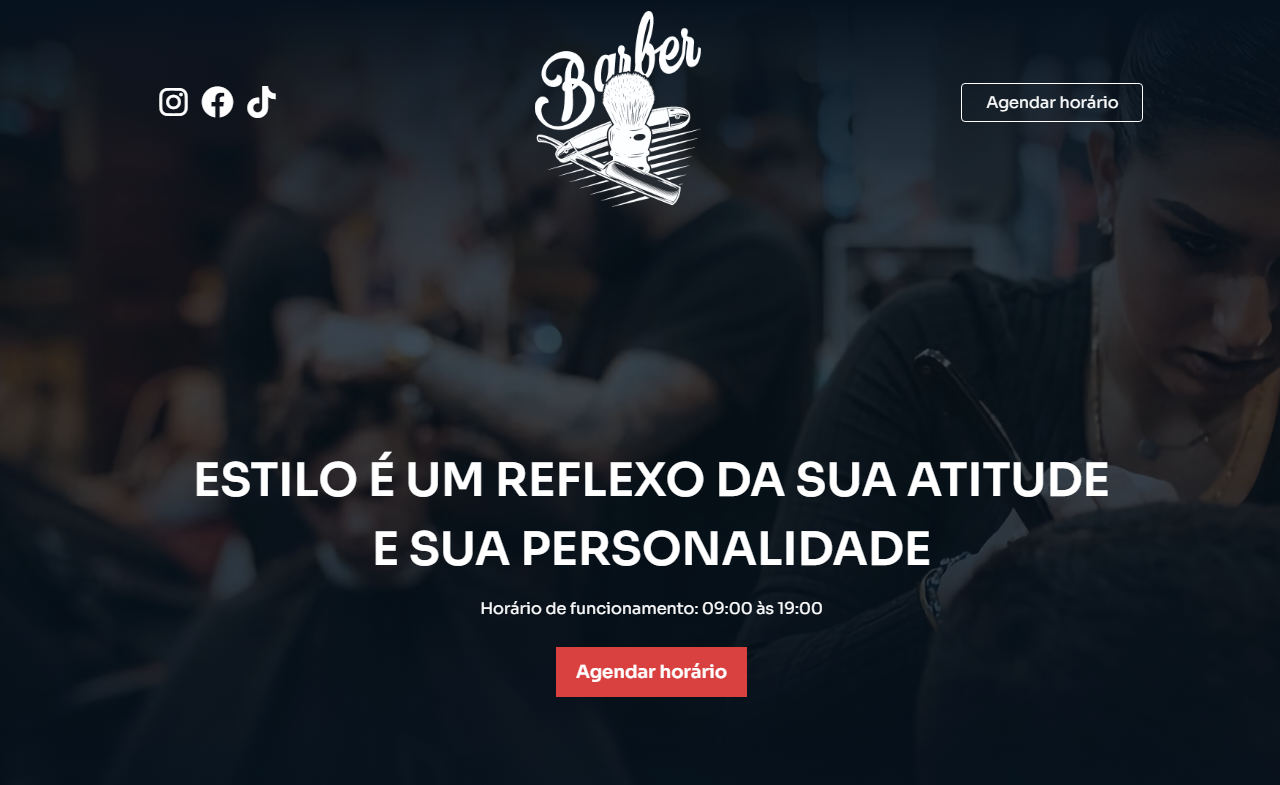 Barber
Agendar horário
ESTILO É UM REFLEXO DA SUA ATITUDE
E SUA PERSONALIDADE
Horário de funcionamento: 09:00 às 19:00
Agendar horário